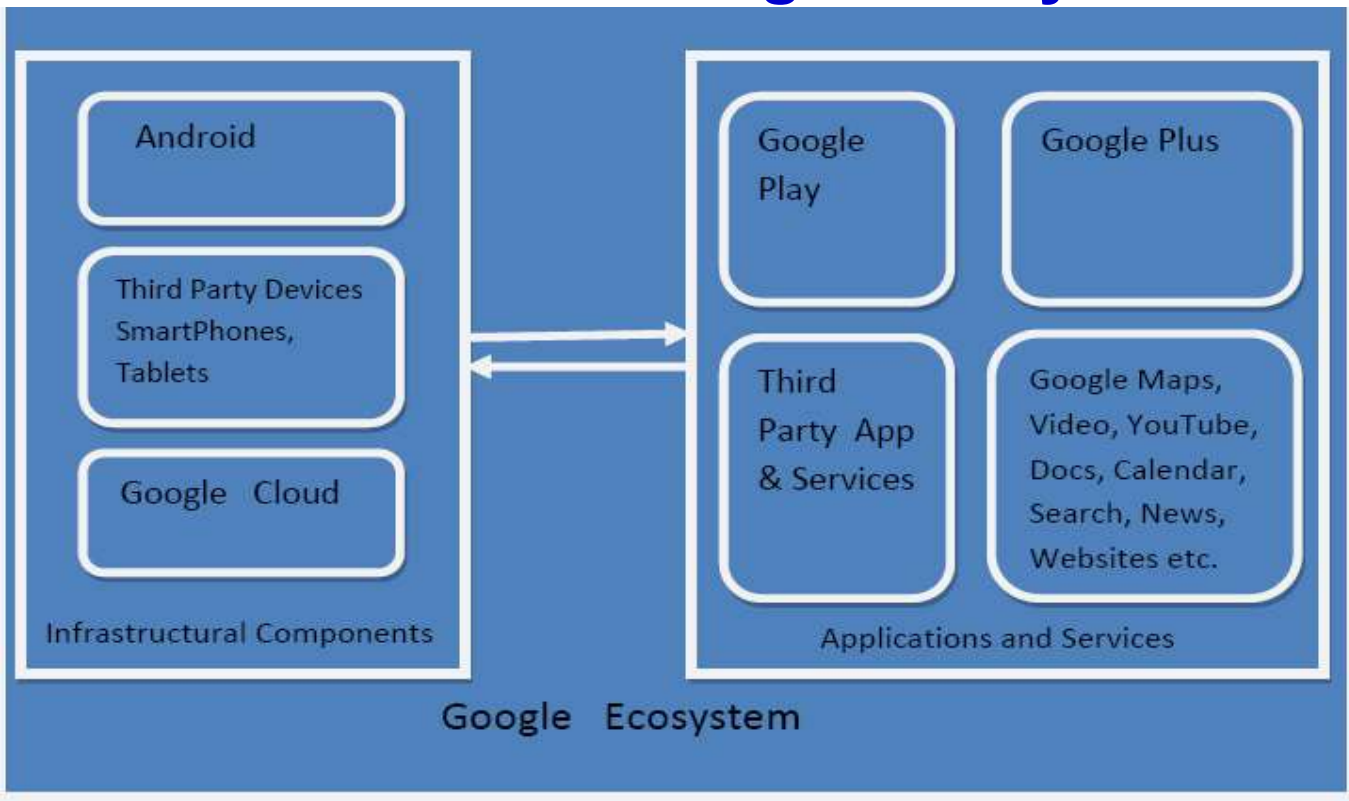 Android
Third Party Devices
SmartPhones,
Tablets
Google Cloud
Infrastructural Components
Google
Play
Google Plus
Third
Party App
& Services
Google Maps,
Video, YouTube,
Docs, Calendar,
Search, News,
Websites etc.
Applications and Services
Google Ecosystem